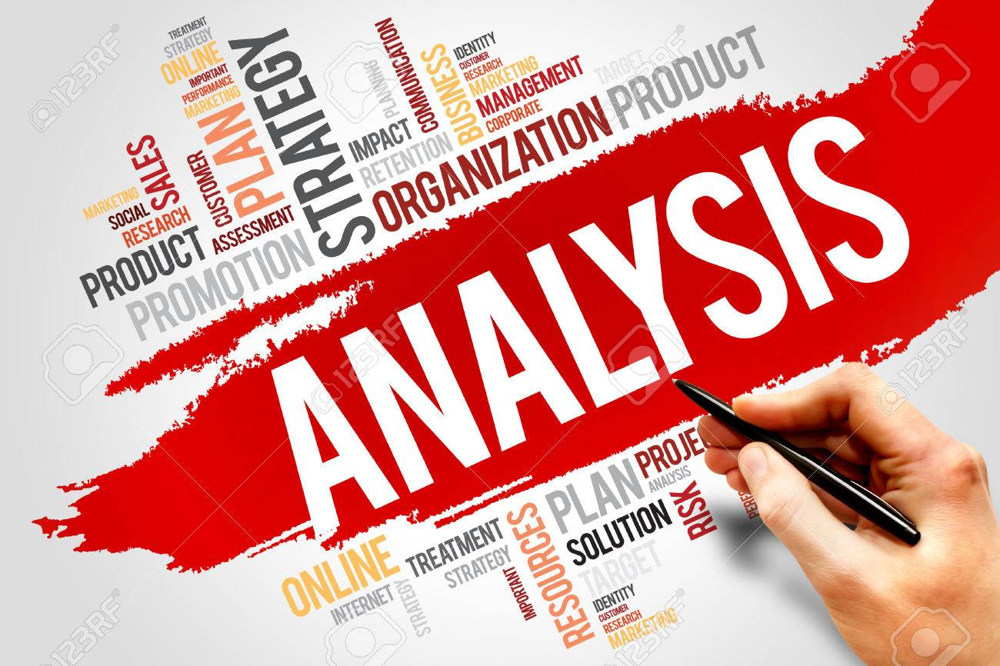 TREATMENT
STRATEGY
ONLINE
IMPORTANT
PERFORMANCE
MARKETING
PLAN
STRATEGY
MARKETING
SOCIAL
SALES
RESEARCH
CUSTOMER
ASSESSMENT
PRODUCT
PROMOTION
PLANNING
COMMUNICATION
IMPACT
RETENTION
BUSINESS
IDENTITY
CUSTOMER
RESEARCH
MARKETING
MANAGEMENT
CORPORATE
TARGET
ORGANIZATION
PRODUCT
ANALYSIS
ONLINE
INTERNET
STRATEGY
TREATMENT
STRATEGY
IMPORTANT
RESOURCES
PLAN
PROJEC
ANALYSIS
SOLUTION
RISK
PERF
TARGET
IDENTITY
CUSTOMER
RESEARCH
MARKETING
123RF